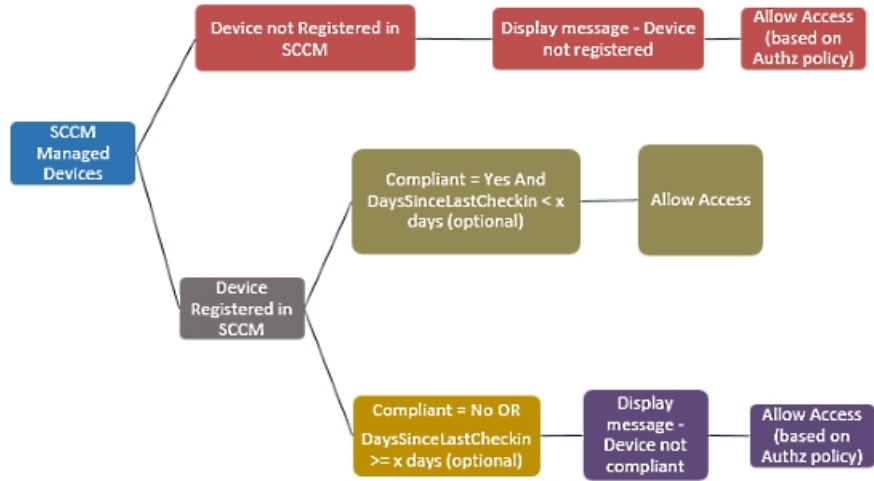 Device not Registered in
SCCM
Display message - Device
not registered
Allow Access
(based on
Authz policy)
SCCM
Managed
Devices
Compliant = Yes And
DaysSinceLastCheckin < x
days (optional)
Allow Access
Device
Registered in
SCCM
Compliant = No OR
DaysSinceLastCheckin
>= x days (optional)
Display
message -
Device not
compliant
Allow Access
(based on
Authz policy)